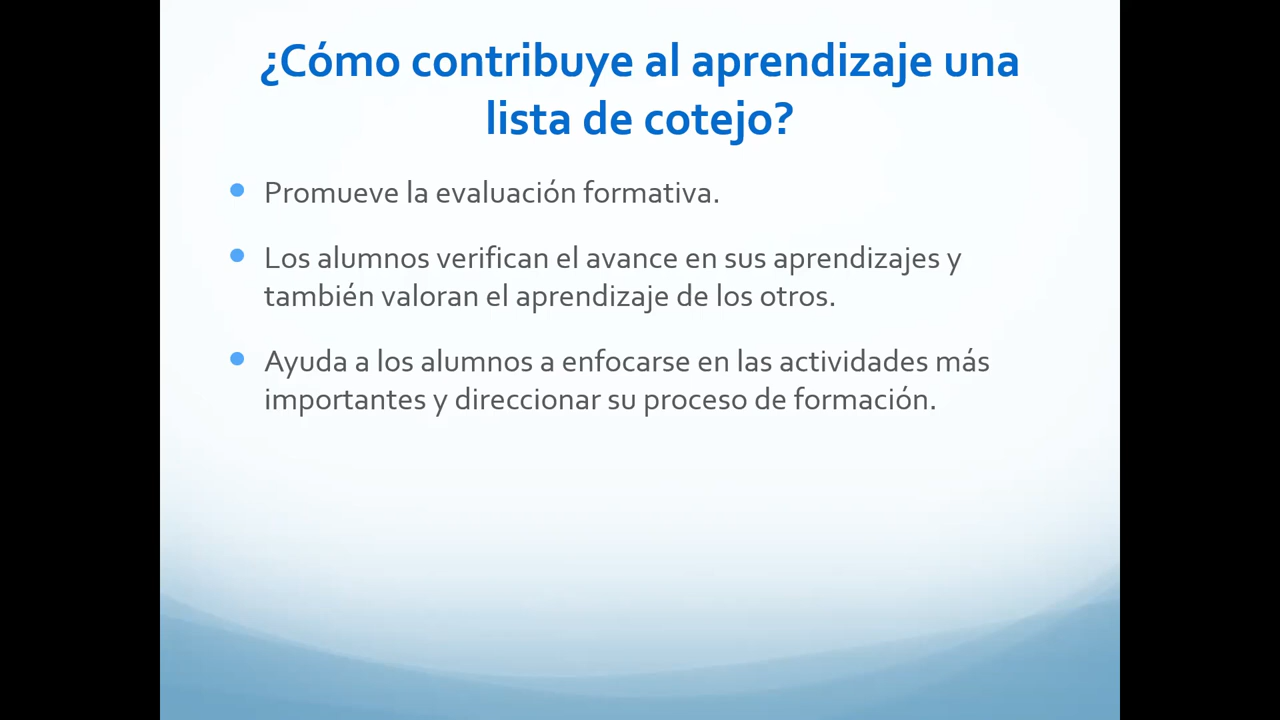 ¿Cómo contribuye al aprendizaje una
lista de cotejo?
Promueve la evaluación formativa.
Los alumnos verifican el avance en sus aprendizajes y
también valoran el aprendizaje de los otros.
Ayuda a los alumnos a enfocarse en las actividades más
importantes y direccionar su proceso de formación.